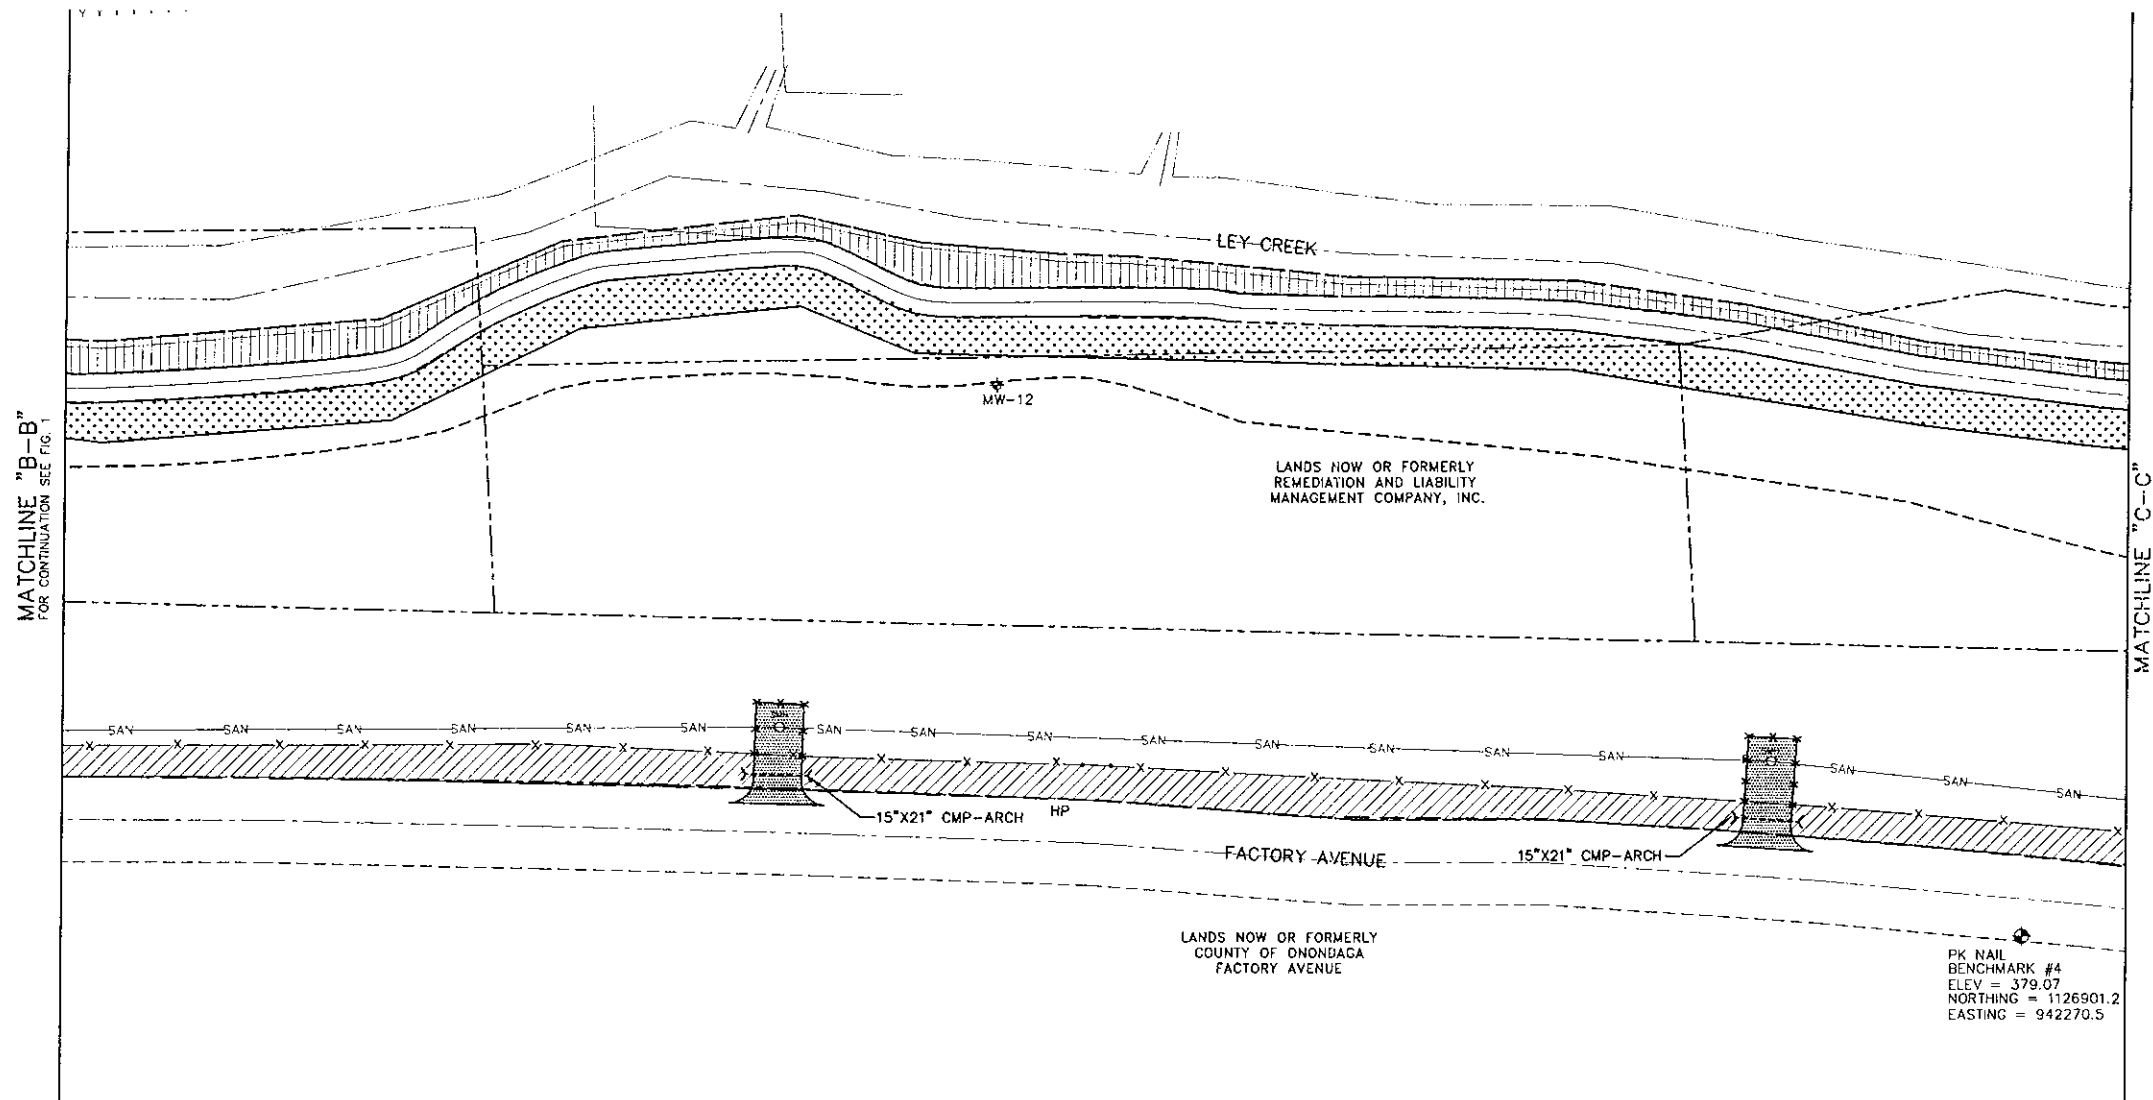 LEY CREEK
MW-12
MATCHLINE "B-B"
FOR CONTINUATION SEE FIG. 1
LANDS NOW OR FORMERLY
REMEDIATION AND LIABILITY
MANAGEMENT COMPANY, INC.
MATCHLINE "C-C"
SAN SAN SAN SAN SAN SAN SAN SAN SAN SAN SAN SAN SAN SAN SAN SAN SAN
15"X21" CMP-ARCH
HP
FACTORY AVENUE
15"X21" CMP-ARCH
LANDS NOW OR FORMERLY
COUNTY OF ONONDAGA
FACTORY AVENUE
PK NAIL
BENCHMARK #4
ELEV = 379.07
NORTHING = 1126901.2
EASTING = 942270.5